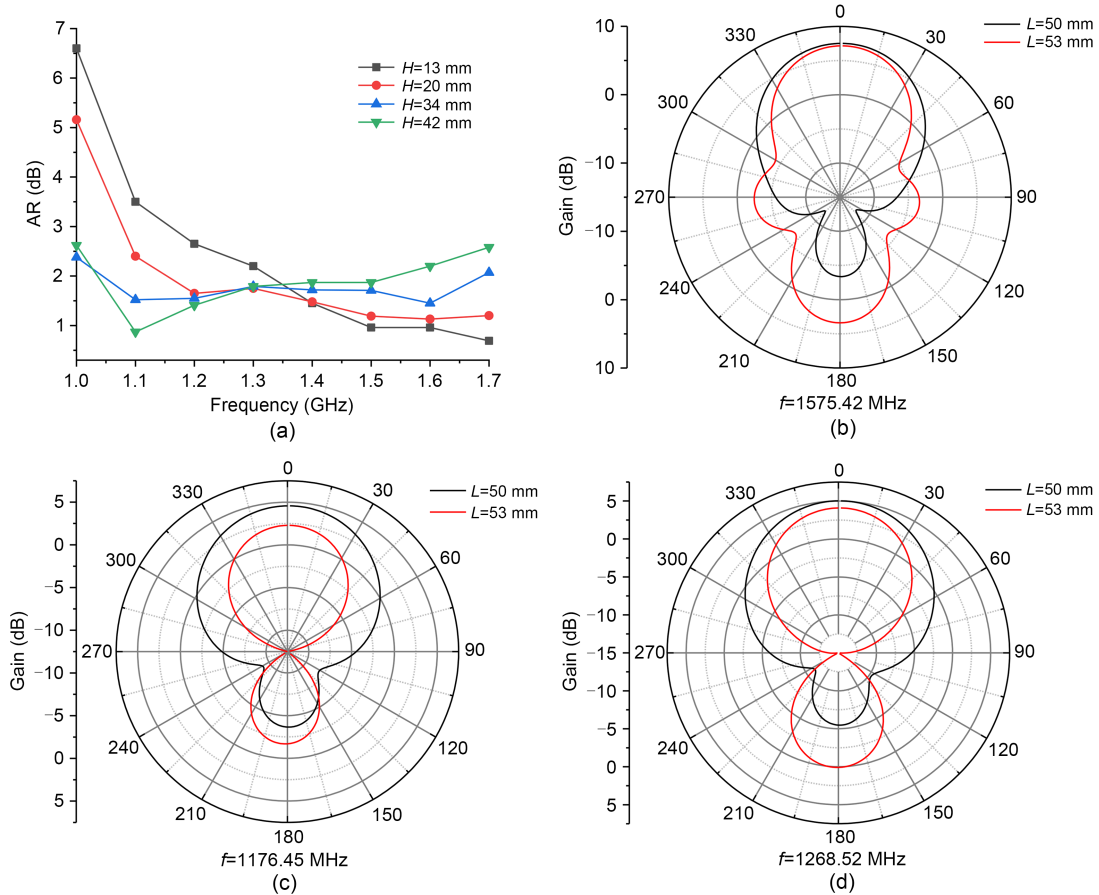 7
6
5
4
3
2
1
AR (dB)
H=13 mm
H=20 mm
H=34 mm
H=42 mm
1.0 1.1 1.2 1.3 1.4 1.5 1.6 1.7
Frequency (GHz)
(a)
10
0
−10
−10
0
10
Gain (dB)
0
30
60
90
120
150
180
210
240
270
300
330
L=50 mm
L=53 mm
f=1575.42 MHz
(b)
5
0
−5
−10
−10
−5
0
5
Gain (dB)
0
30
60
90
120
150
180
210
240
270
300
330
L=50 mm
L=53 mm
f=1176.45 MHz
(c)
5
0
−5
−10
−15
−10
−5
0
5
Gain (dB)
0
30
60
90
120
150
180
210
240
270
300
330
L=50 mm
L=53 mm
f=1268.52 MHz
(d)